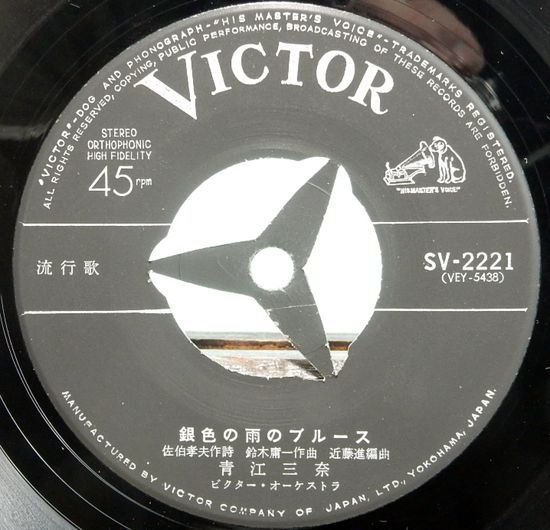 "VICTOR"-DOG AND PHONOGRAPH-"HIS MASTER'S VOICE"-TRADEMARKS REGISTERED.
ALL RIGHTS RESERVED, COPYING, PUBLIC PERFORMANCE, BROADCASTING OF THESE RECORDS ARE FORBIDDEN.
VICTOR
STEREO
ORTHOPHONIC
HIGH FIDELITY
45 rpm
"HIS MASTER'S VOICE"
流行歌
SV-2221
(VEY-5438)
銀色の雨のブルース
佐伯孝夫作詩 鈴木庸一作曲 近藤進編曲
青江三奈
ビクター・オーケストラ
MANUFACTURED BY VICTOR COMPANY OF JAPAN, LTD., YOKOHAMA, JAPAN.